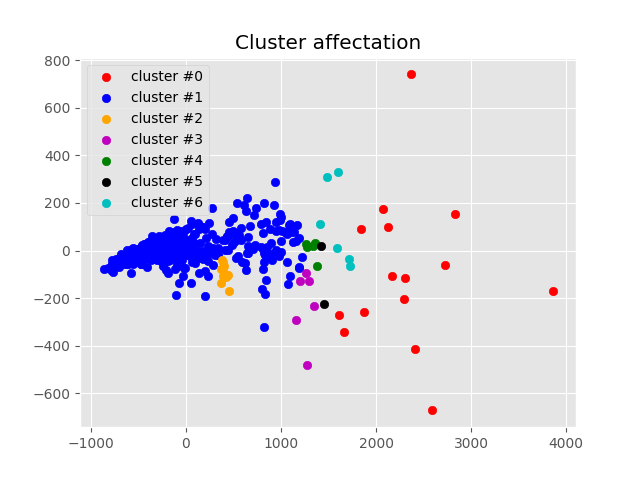 Cluster affectation
800
600
400
200
0
−200
−400
−600
cluster #0
cluster #1
cluster #2
cluster #3
cluster #4
cluster #5
cluster #6
−1000
0
1000
2000
3000
4000